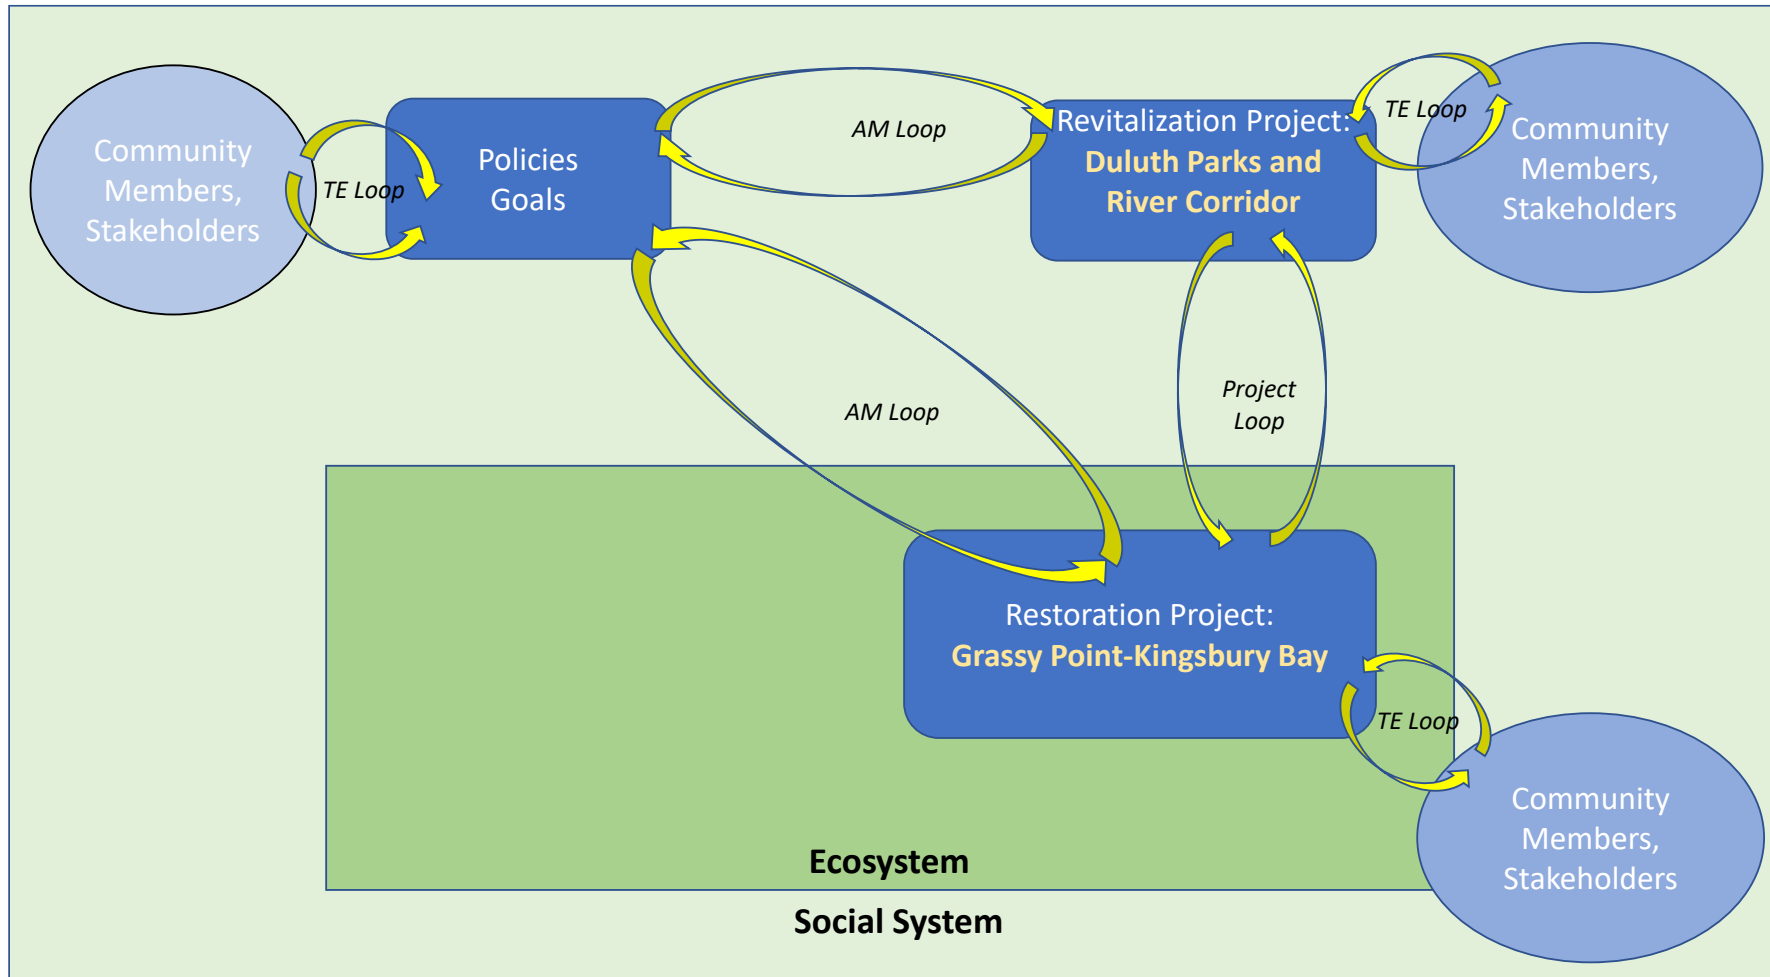 Community
Members,
Stakeholders
TE Loop
Policies
Goals
AM Loop
Revitalization Project:
Duluth Parks and
River Corridor
TE Loop
Community
Members,
Stakeholders
AM Loop
Project
Loop
Restoration Project:
Grassy Point-Kingsbury Bay
TE Loop
Community
Members,
Stakeholders
Ecosystem
Social System